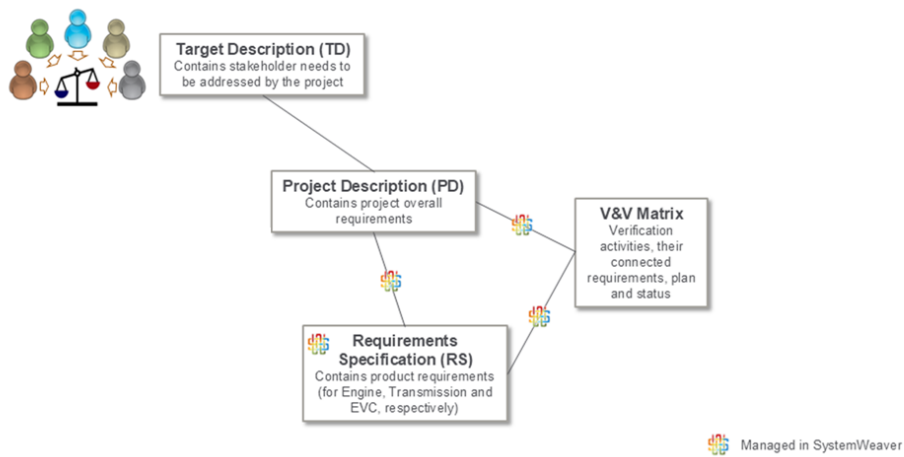 Target Description (TD)
Contains stakeholder needs to
be addressed by the project
Project Description (PD)
Contains project overall
requirements
V&V Matrix
Verification
activities, their
connected
requirements, plan
and status
Requirements
Specification (RS)
Contains product requirements
(for Engine, Transmission and
EVC, respectively)
Managed in SystemWeaver